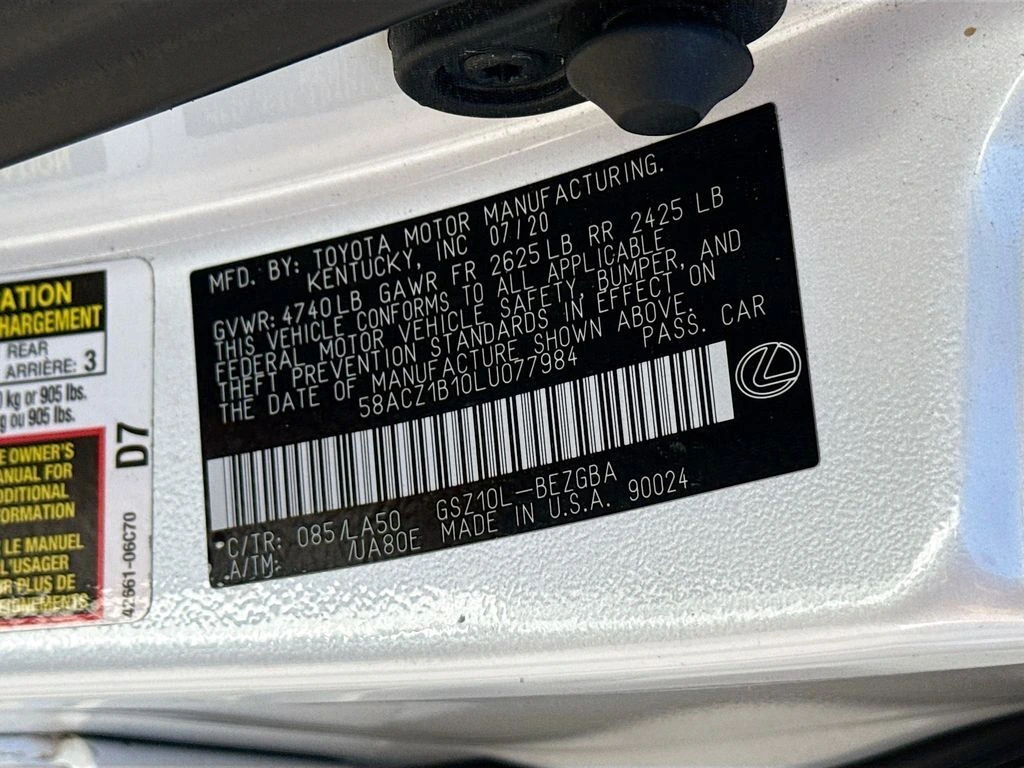 MFD. BY: TOYOTA MOTOR MANUFACTURING.
KENTUCKY, INC 07/20
GVWR: 4740LB GAWR FR 2625LB RR 2425 LB
THIS VEHICLE CONFORMS TO ALL APPLICABLE
FEDERAL MOTOR VEHICLE SAFETY, BUMPER, AND
THEFT PREVENTION STANDARDS IN EFFECT ON
THE DATE OF MANUFACTURE SHOWN ABOVE.
58ACZ1B10LU077984 PASS. CAR
C/TR: 085/LA50 GSZ10L-BEZGBA
A/TM: /UA80E MADE IN U.S.A. 90024
ATION
CHARGEMENT
REAR
ARRIÈRE: 3
kg or 905 lbs.
g ou 905 lbs.
E OWNER'S
ANUAL FOR
DDITIONAL
FORMATION
LE MANUEL
L'USAGER
R PLUS DE
SEIGNEMENTS
D7
42661-06C70